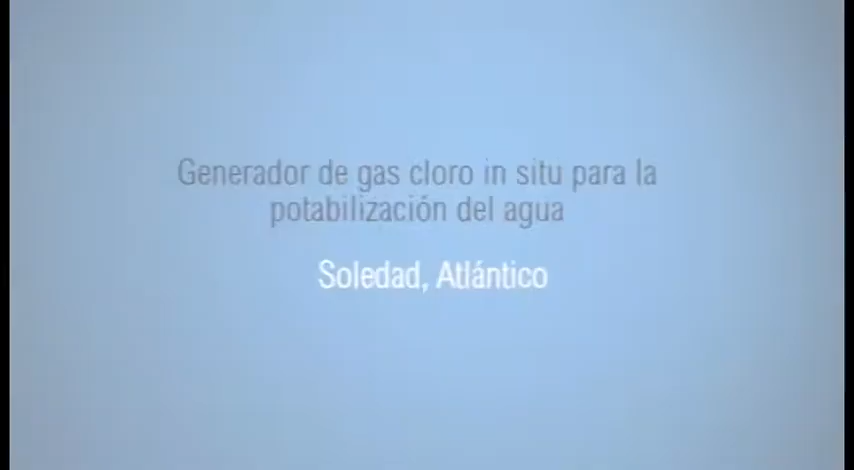 Generador de gas cloro in situ para la
potabilización del agua
Soledad, Atlántico